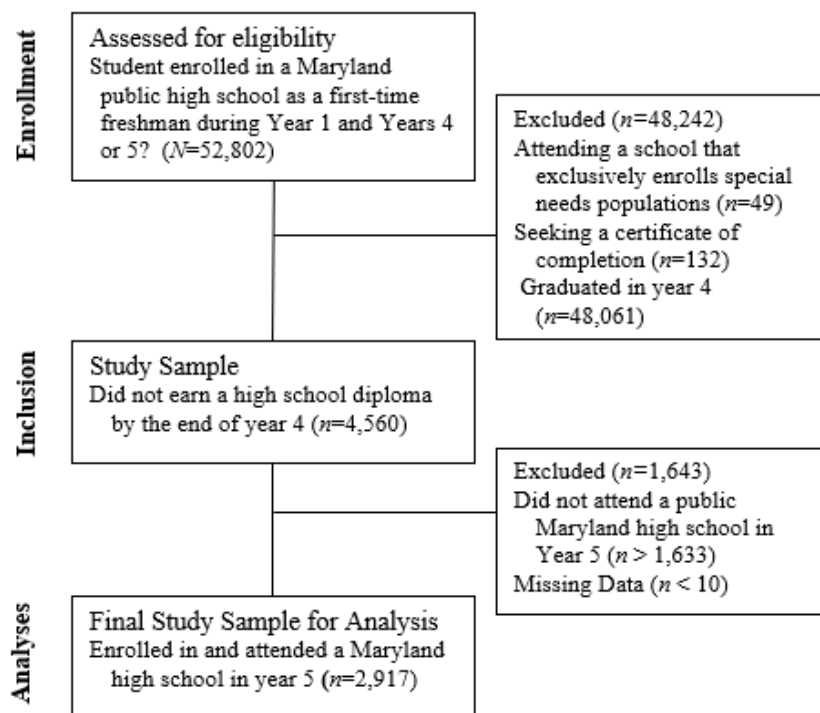 Enrollment
Assessed for eligibility
Student enrolled in a Maryland
public high school as a first-time
freshman during Year 1 and Years 4
or 5? (N=52,802)
Excluded (n=48,242)
Attending a school that
exclusively enrolls special
needs populations (n=49)
Seeking a certificate of
completion (n=132)
Graduated in year 4
(n=48,061)
Inclusion
Study Sample
Did not earn a high school diploma
by the end of year 4 (n=4,560)
Excluded (n=1,643)
Did not attend a public
Maryland high school in
Year 5 (n > 1,633)
Missing Data (n < 10)
Analyses
Final Study Sample for Analysis
Enrolled in and attended a Maryland
high school in year 5 (n=2,917)